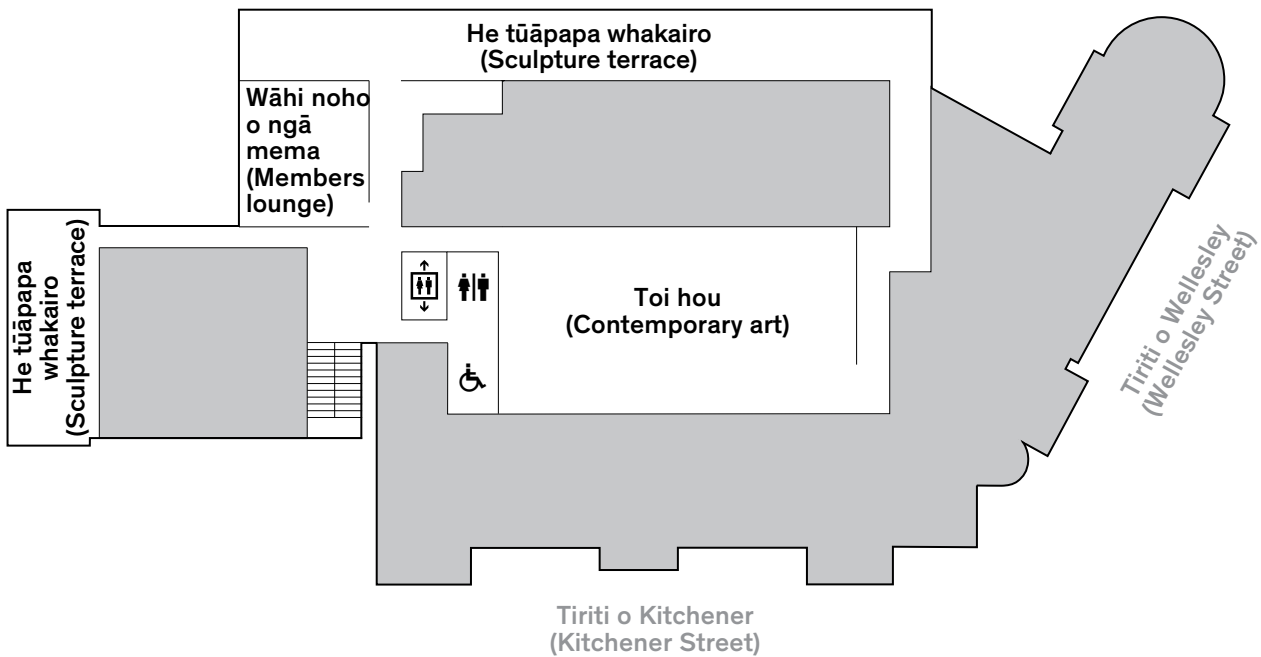 He tūāpapa whakairo
(Sculpture terrace)
Wāhi noho
o ngā
mema
(Members
lounge)
He tūāpapa
whakairo
(Sculpture terrace)
Toi hou
(Contemporary art)
Tiriti o Wellesley
(Wellesley Street)
Tiriti o Kitchener
(Kitchener Street)